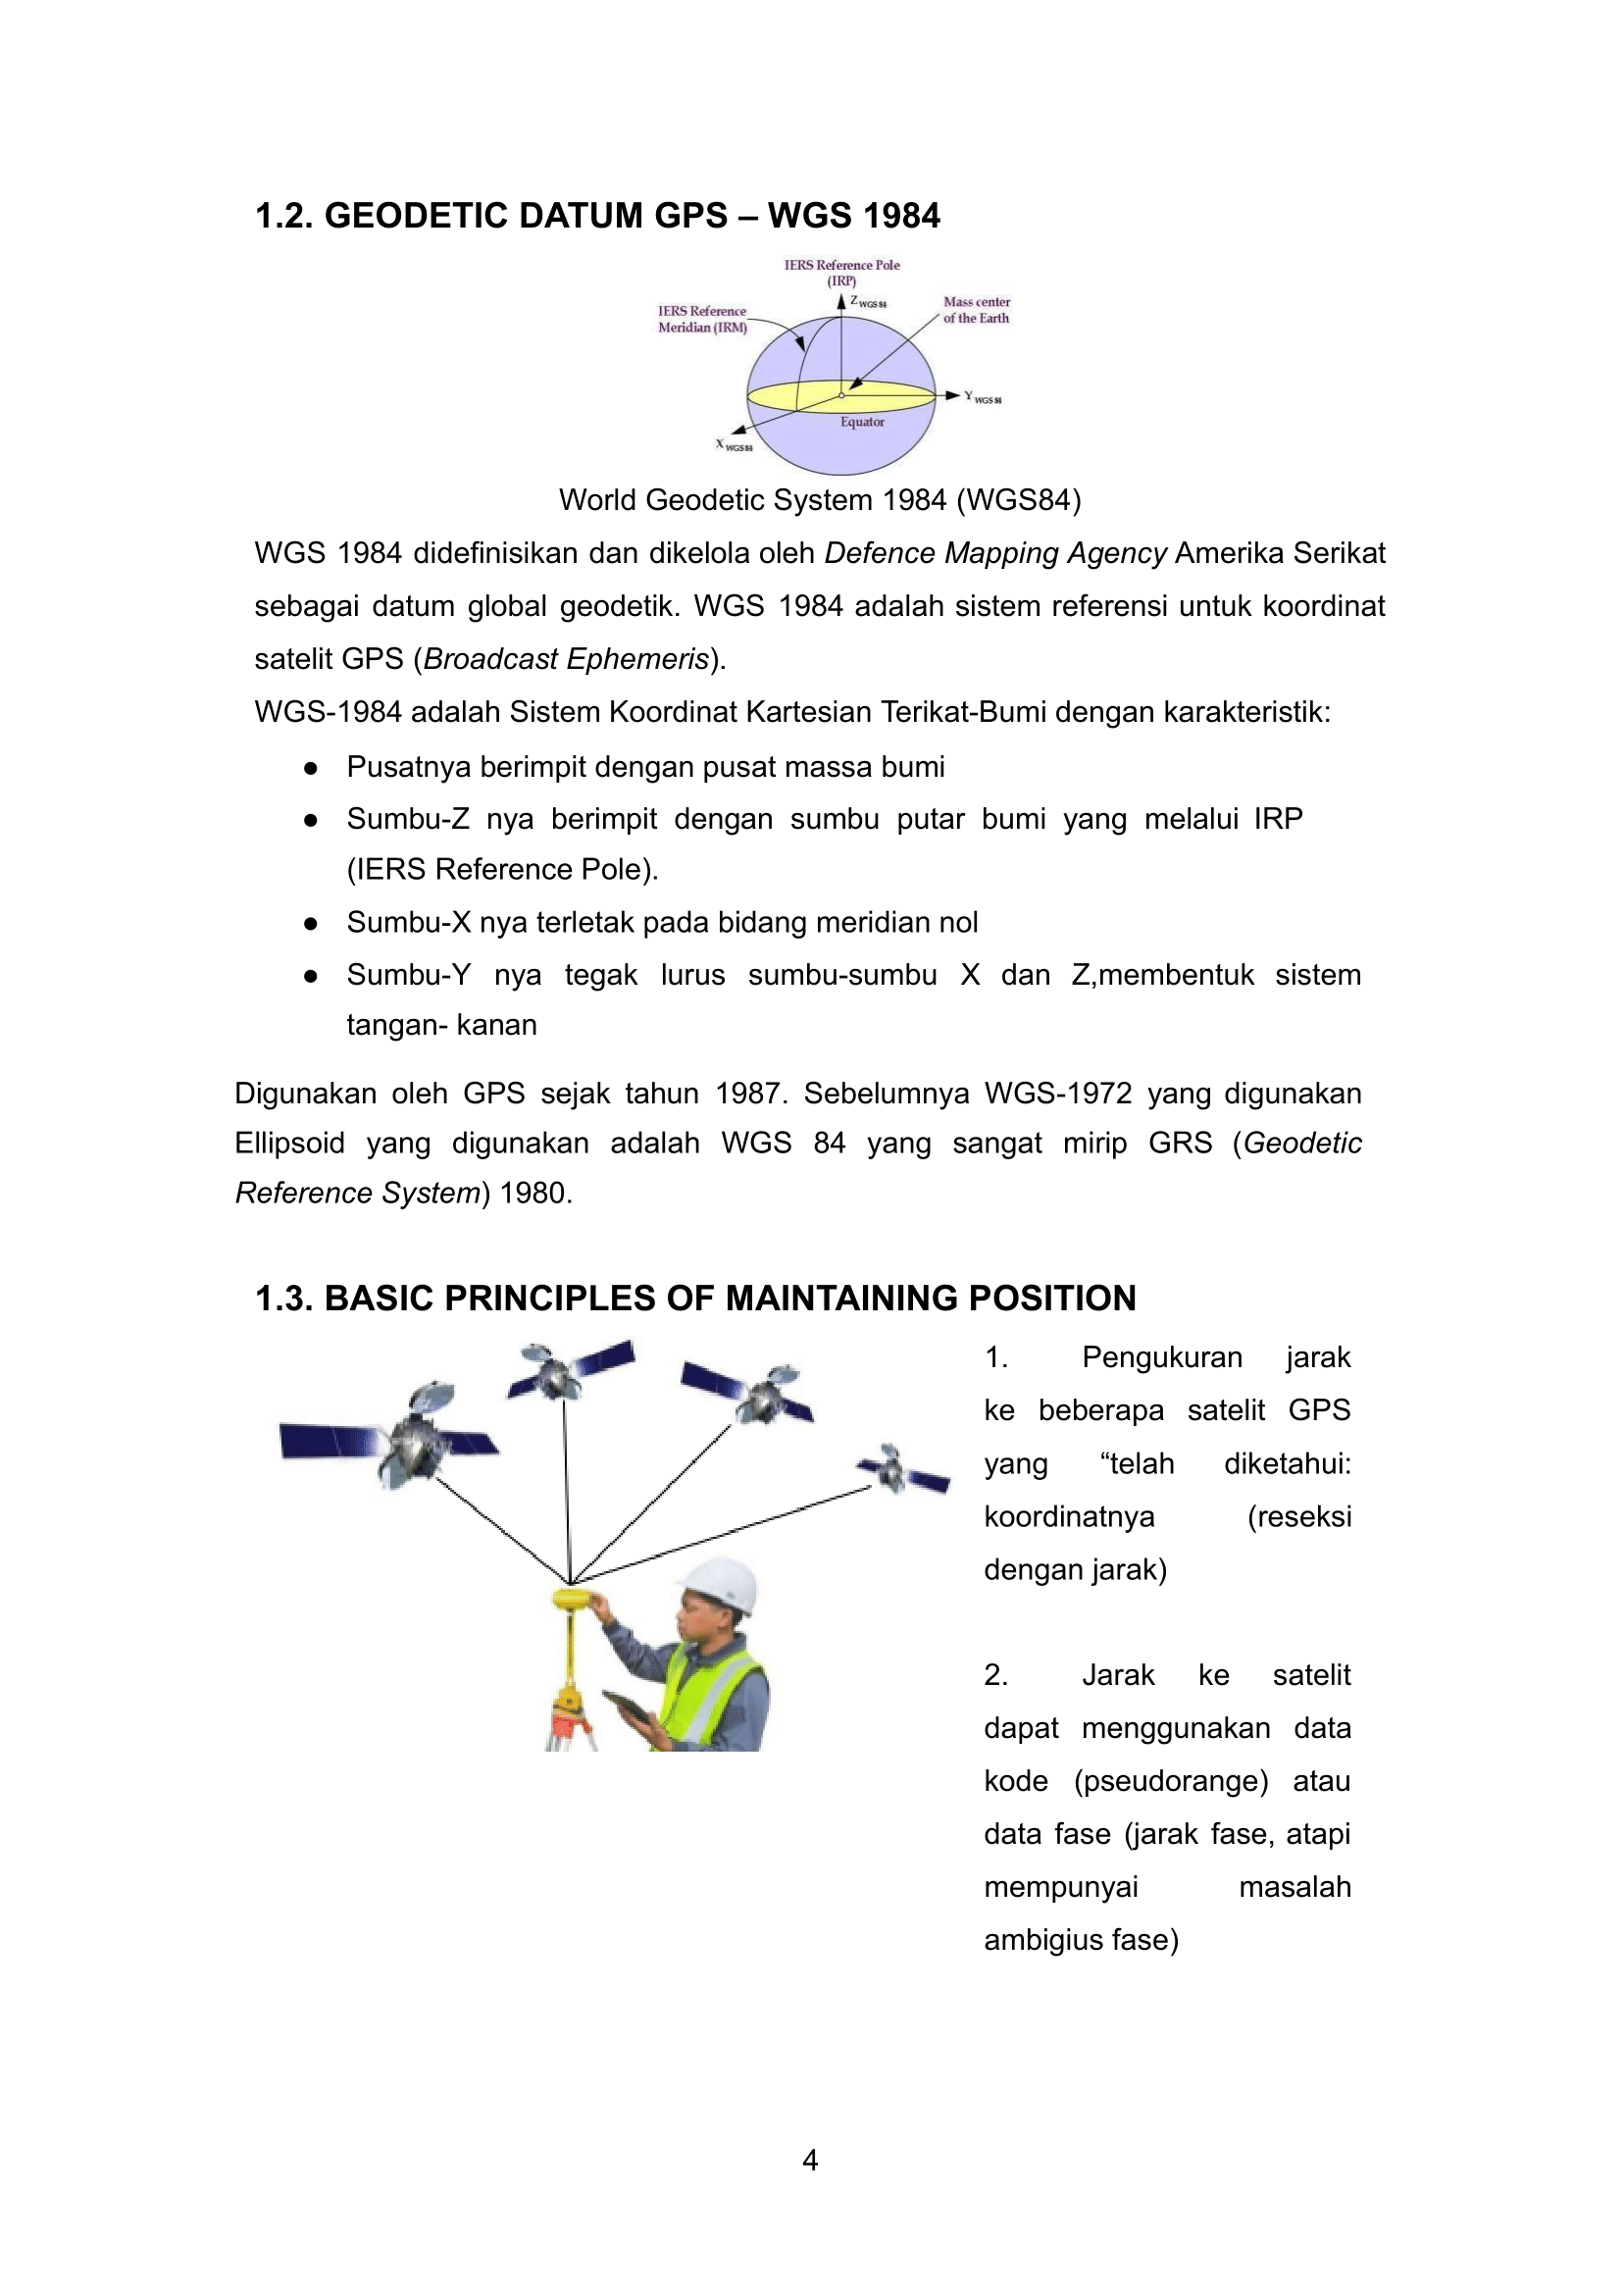 1.2. GEODETIC DATUM GPS – WGS 1984
IERS Reference Pole
(IRP)
Z WGS 84
IERS Reference
Meridian (IRM)
Mass center
of the Earth
Y WGS 84
Equator
X WGS 84
World Geodetic System 1984 (WGS84)
WGS 1984 didefinisikan dan dikelola oleh Defence Mapping Agency Amerika Serikat
sebagai datum global geodetik. WGS 1984 adalah sistem referensi untuk koordinat
satelit GPS (Broadcast Ephemeris).
WGS-1984 adalah Sistem Koordinat Kartesian Terikat-Bumi dengan karakteristik:
● Pusatnya berimpit dengan pusat massa bumi
● Sumbu-Z nya berimpit dengan sumbu putar bumi yang melalui IRP
(IERS Reference Pole).
● Sumbu-X nya terletak pada bidang meridian nol
● Sumbu-Y nya tegak lurus sumbu-sumbu X dan Z,membentuk sistem
tangan- kanan
Digunakan oleh GPS sejak tahun 1987. Sebelumnya WGS-1972 yang digunakan
Ellipsoid yang digunakan adalah WGS 84 yang sangat mirip GRS (Geodetic
Reference System) 1980.
1.3. BASIC PRINCIPLES OF MAINTAINING POSITION
1. Pengukuran jarak
ke beberapa satelit GPS
yang “telah diketahui:
koordinatnya (reseksi
dengan jarak)
2. Jarak ke satelit
dapat menggunakan data
kode (pseudorange) atau
data fase (jarak fase, atapi
mempunyai masalah
ambigius fase)
4